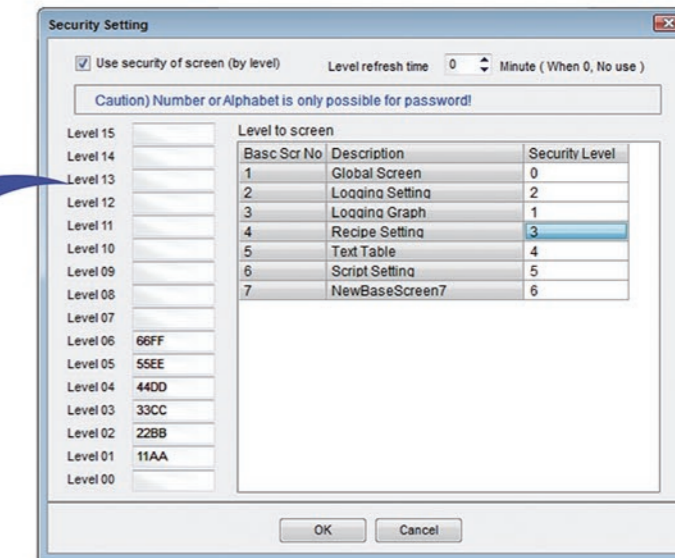 Security Setting
Use security of screen (by level) Level refresh time 0 Minute ( When 0, No use )
Caution) Number or Alphabet is only possible for password!
Level 15
Level 14
Level 13
Level 12
Level 11
Level 10
Level 09
Level 08
Level 07
Level 06 66FF
Level 05 55EE
Level 04 44DD
Level 03 33CC
Level 02 22BB
Level 01 11AA
Level 00
Level to screen
Basc Scr No Description Security Level
1 Global Screen 0
2 Logging Setting 2
3 Logging Graph 1
4 Recipe Setting 3
5 Text Table 4
6 Script Setting 5
7 NewBaseScreen7 6
OK Cancel